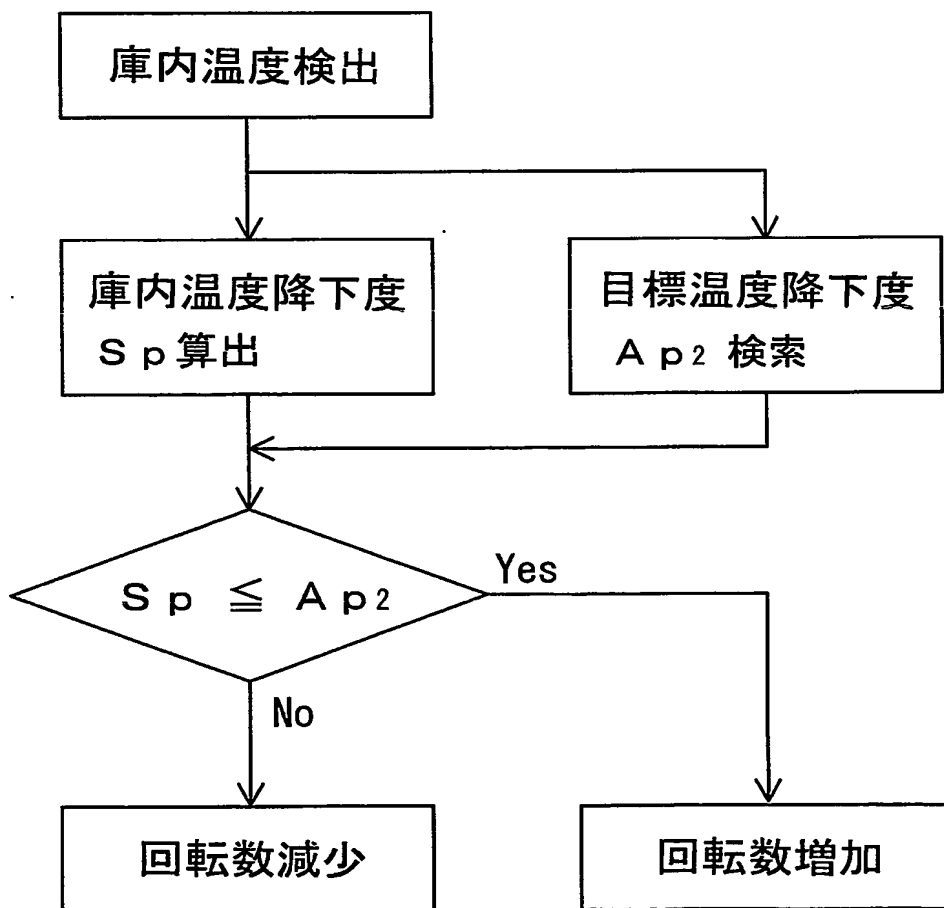 庫内温度検出
庫内温度降下度
Sp算出
目標温度降下度
Ap2 検索
Sp ≦ Ap2
Yes
No
回転数減少
回転数増加